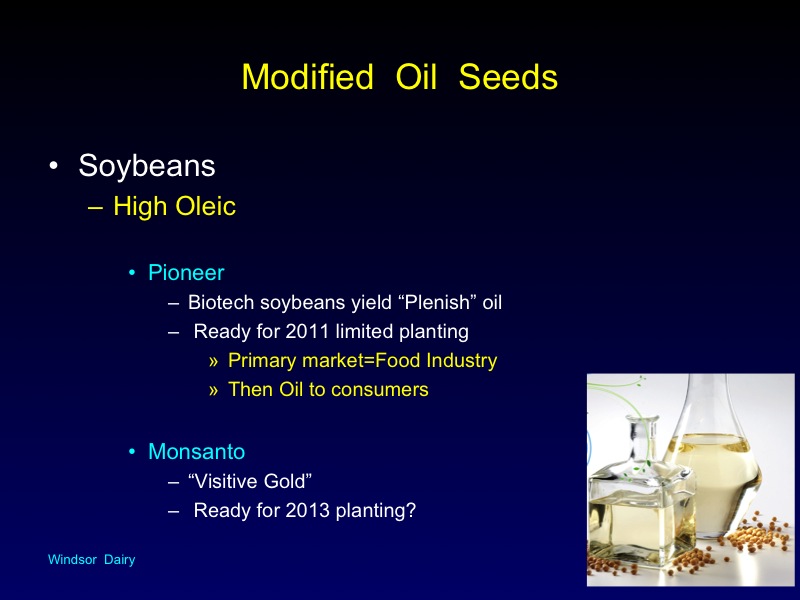 Modified Oil Seeds
• Soybeans
– High Oleic
• Pioneer
– Biotech soybeans yield “Plenish” oil
– Ready for 2011 limited planting
» Primary market=Food Industry
» Then Oil to consumers
• Monsanto
– “Visitive Gold”
– Ready for 2013 planting?
Windsor Dairy